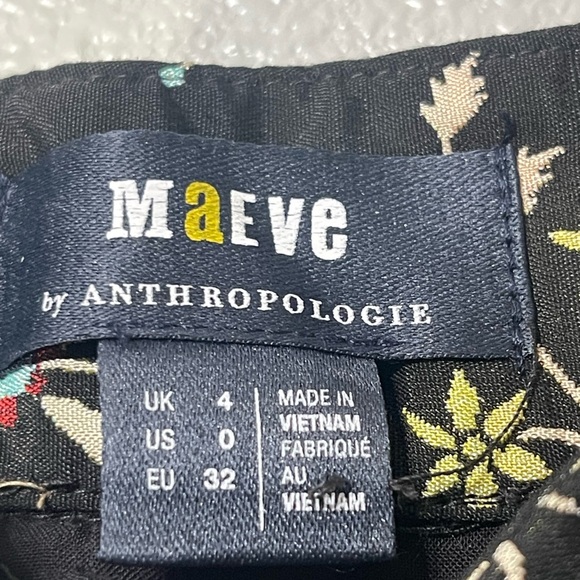 MaEVe
by ANTHROPOLOGIE
UK 4
US 0
EU 32
MADE IN
VIETNAM
FABRIQUÉ
AU
VIETNAM